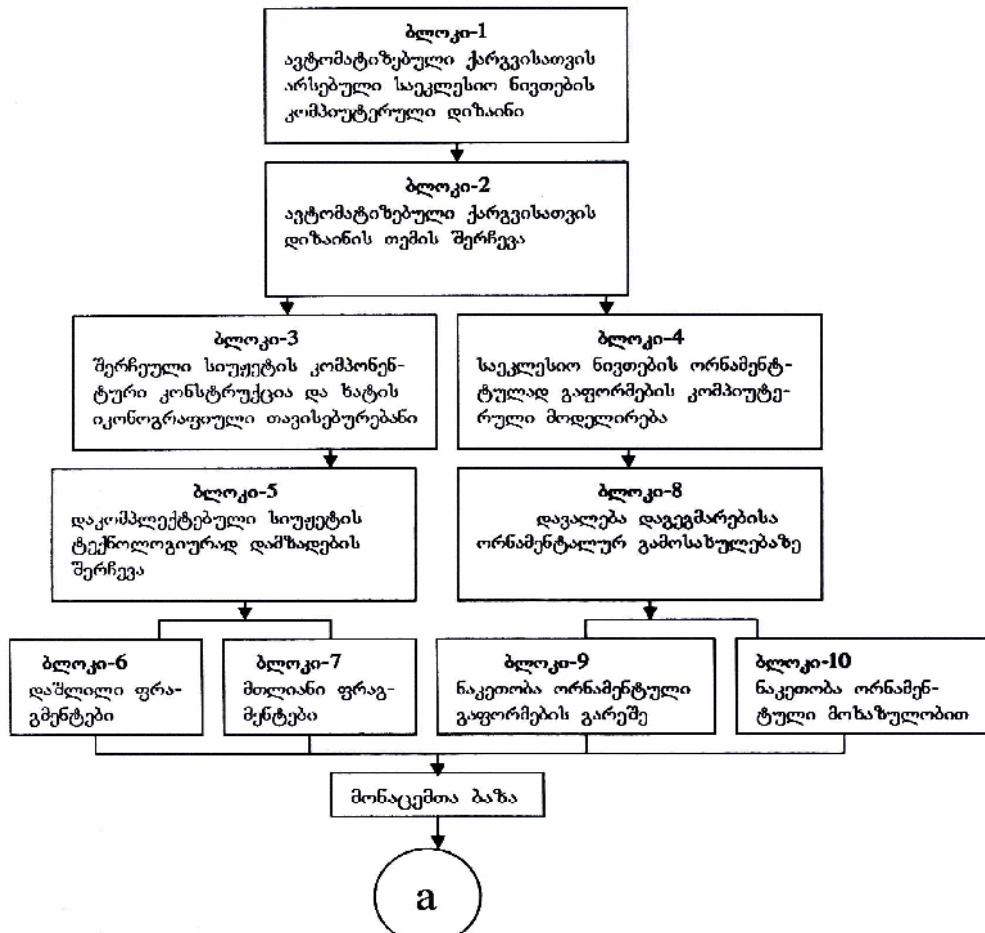 ბლოკი-1
ავტომატიზებული ქარგვისათვის
არსებული საეკლესიო ნივთების
კომპიუტერული დიზაინი
ბლოკი-2
ავტომატიზებული ქარგვისათვის
დიზაინის თემის შერჩევა
ბლოკი-3
შერჩეული სიუჟეტის კომპონენ-
ტური კონსტრუქცია და ხატის
იკონოგრაფიული თავისებურებანი
ბლოკი-4
საეკლესიო ნივთების ორნამენტ-
ტულად გაფორმების კომპიუტე-
რული მოდელირება
ბლოკი-5
დაკომპლექტებული სიუჟეტის
ტექნოლოგიურად დამზადების
შერჩევა
ბლოკი-8
დავალება დაგეგმარებისა
ორნამენტალურ გამოსახულებაზე
ბლოკი-6
დაშლილი ფრა-
გმენტები
ბლოკი-7
მთლიანი ფრაგ-
მენტები
ბლოკი-9
ნაკეთობა ორნამენტული
გაფორმების გარეშე
ბლოკი-10
ნაკეთობა ორნამენ-
ტული მოხაზულობით
მონაცემთა ბაზა
a